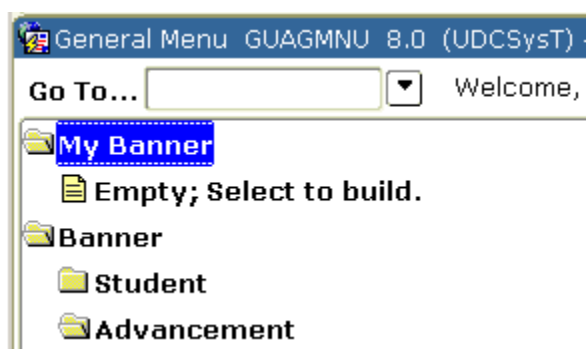 General Menu GUAGMNU 8.0 (UDCSysT) -
Go To... Welcome,
My Banner
Empty; Select to build.
Banner
Student
Advancement